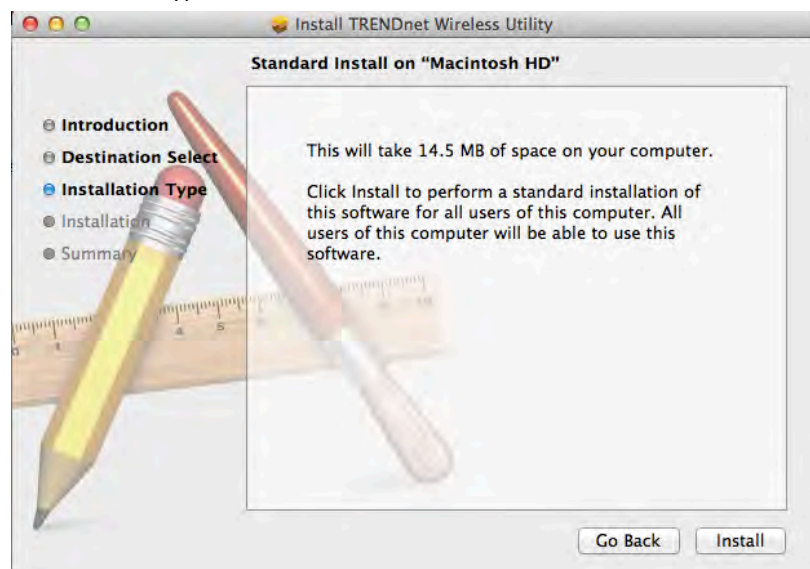 Install TRENDnet Wireless Utility
Standard Install on “Macintosh HD”
Introduction
Destination Select
Installation Type
Installation
Summary
This will take 14.5 MB of space on your computer.
Click Install to perform a standard installation of
this software for all users of this computer. All
users of this computer will be able to use this
software.
Go Back
Install